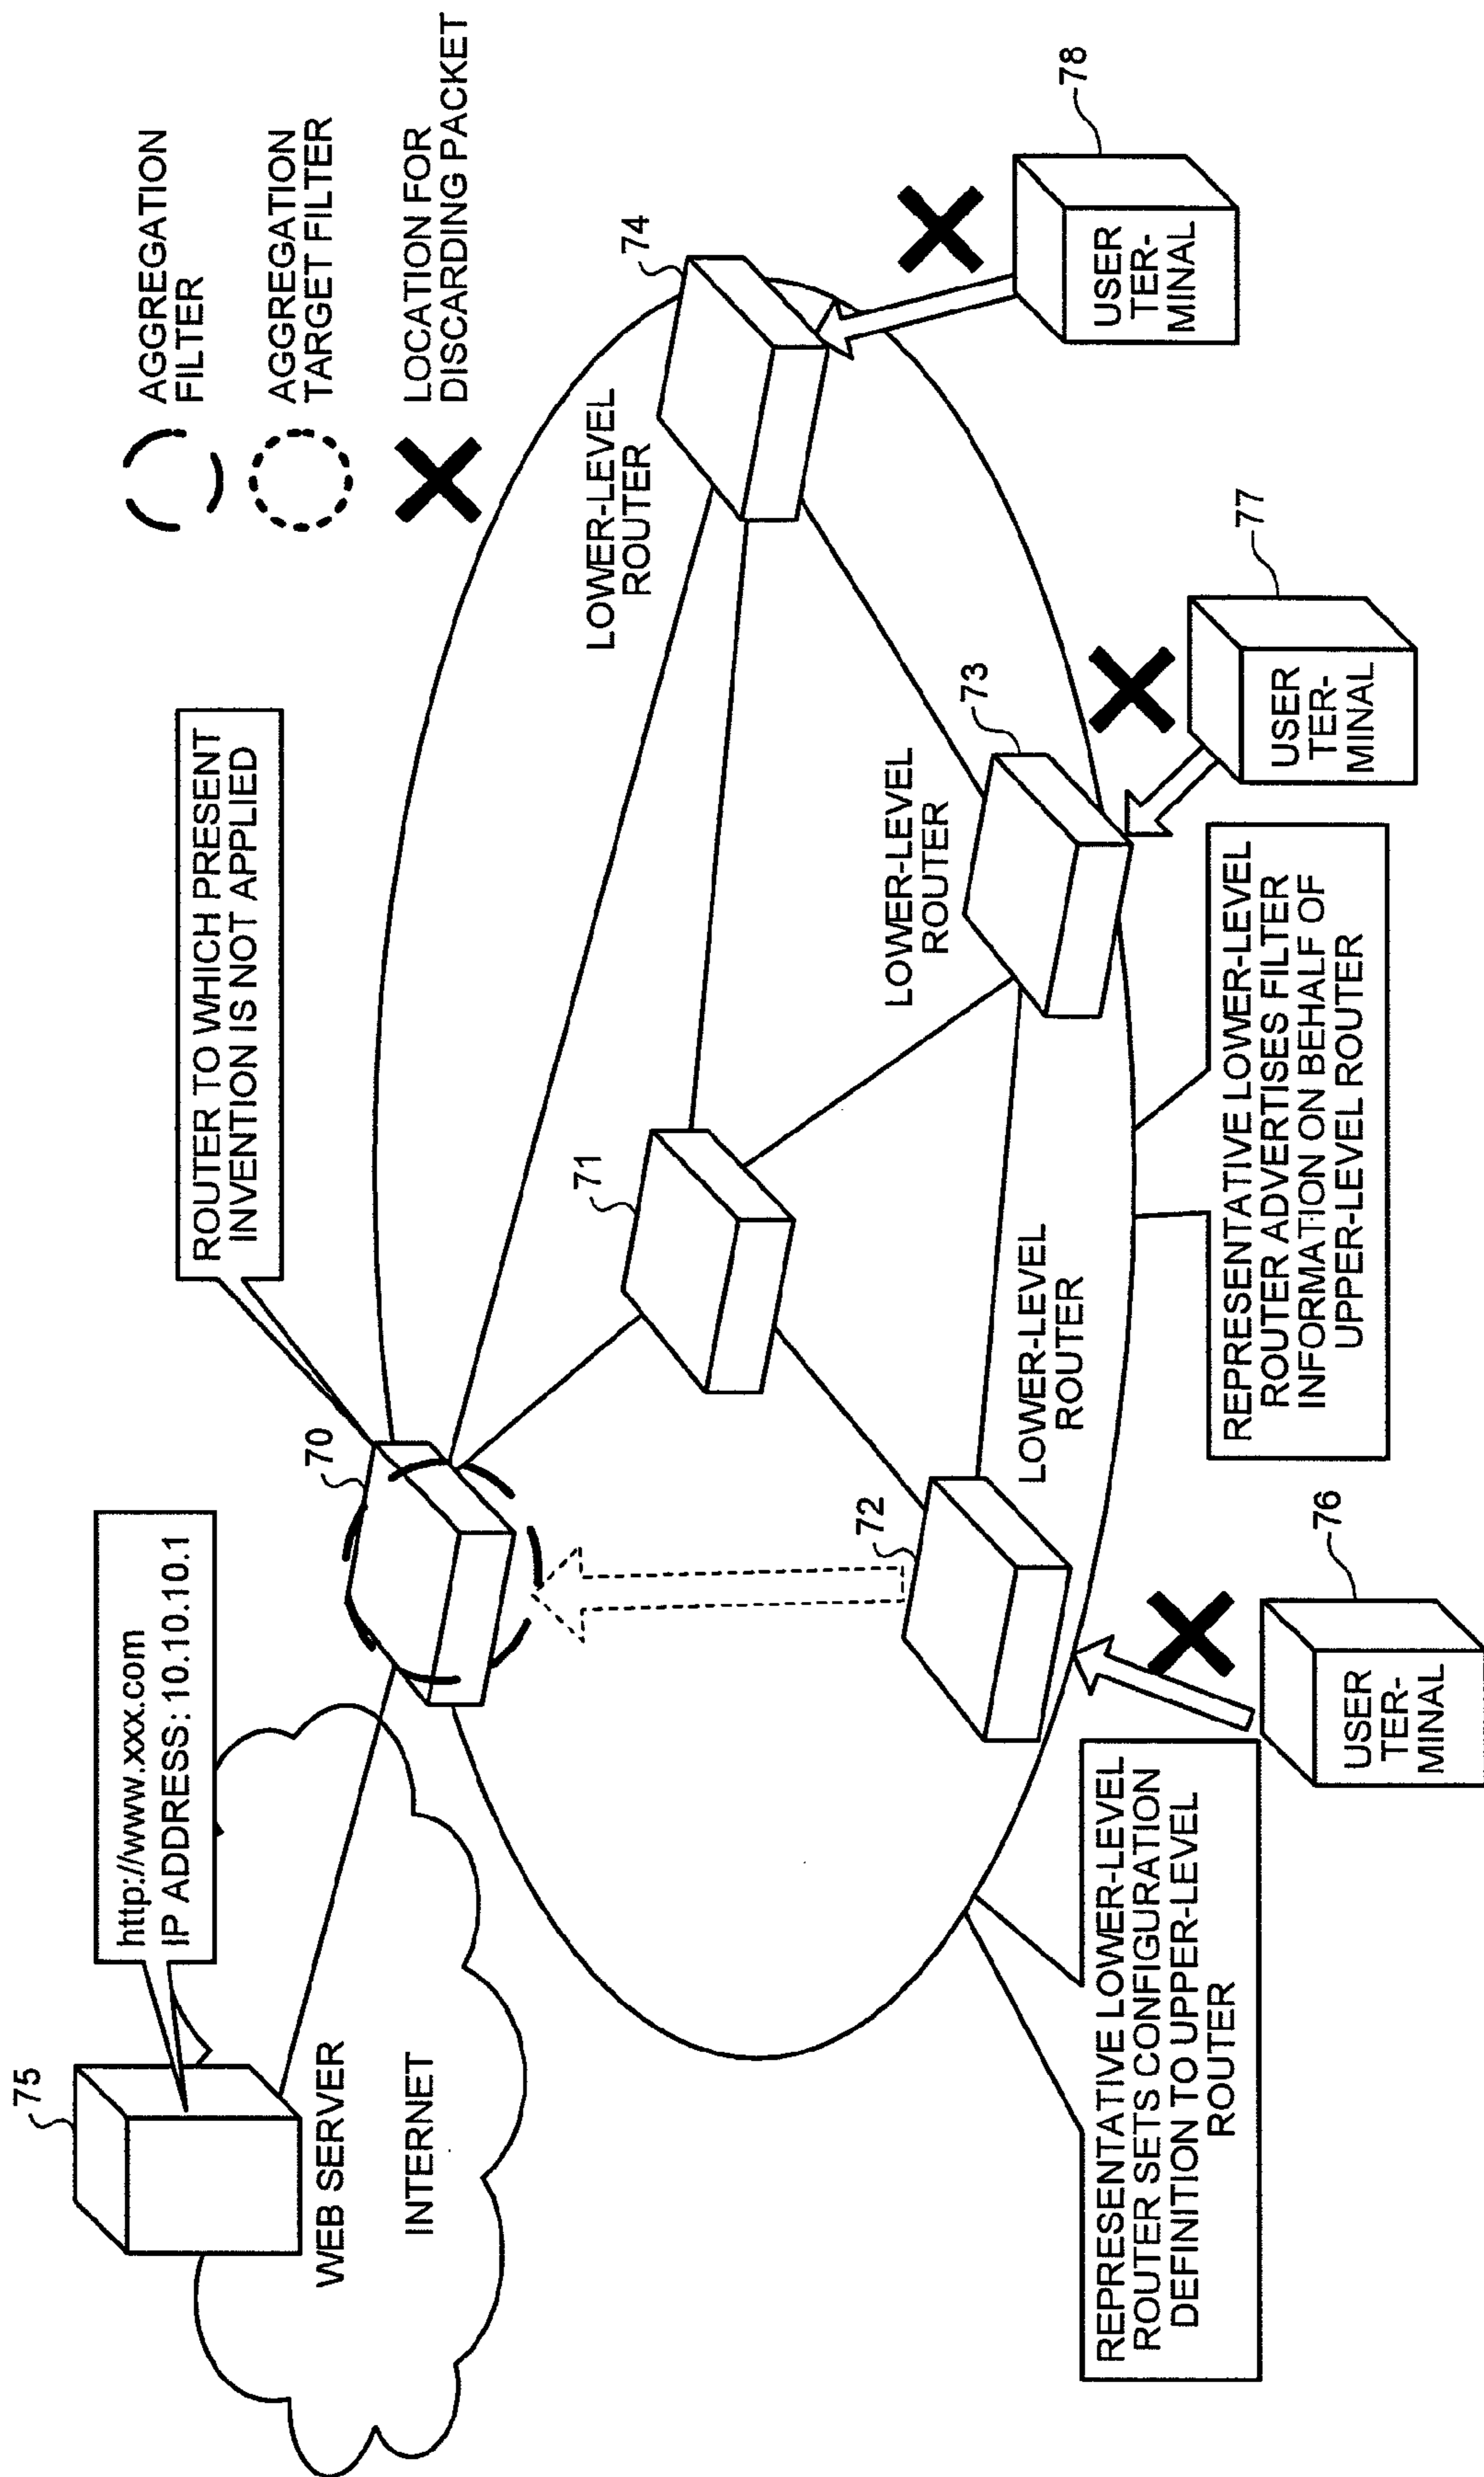 75
http://www.xxx.com
IP ADDRESS: 10.10.10.1
WEB SERVER
INTERNET
ROUTER TO WHICH PRESENT
INVENTION IS NOT APPLIED
AGGREGATION
FILTER
AGGREGATION
TARGET FILTER
LOCATION FOR
DISCARDING PACKET
70
71
LOWER-LEVEL
ROUTER
74
LOWER-LEVEL
ROUTER
73
72
LOWER-LEVEL
ROUTER
REPRESENTATIVE LOWER-LEVEL
ROUTER SETS CONFIGURATION
DEFINITION TO UPPER-LEVEL
ROUTER
76
USER
TER-
MINAL
REPRESENTATIVE LOWER-LEVEL
ROUTER ADVERTISES FILTER
INFORMATION ON BEHALF OF
UPPER-LEVEL ROUTER
77
USER
TER-
MINAL
78
USER
TER-
MINAL